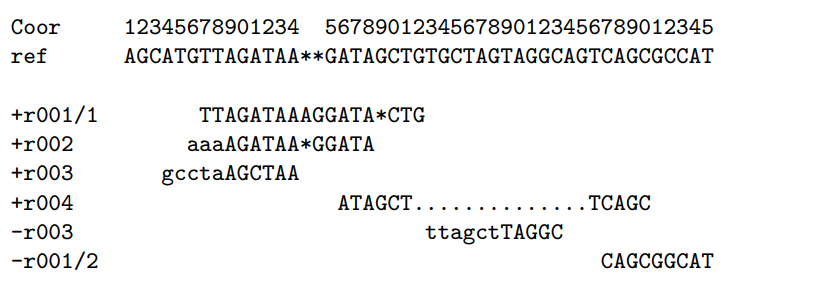 Coor     12345678901234  5678901234567890123456789012345
ref      AGCATGTTAGATAA**GATAGCTGTGCTAGTAGGCAGTCAGCGCCAT
+r001/1        TTAGATAAAGGATA*CTG
+r002         aaaAGATAA*GGATA
+r003       gcctaAGCTAA
+r004                     ATAGCT..............TCAGC
-r003                            ttagctTAGGC
-r001/2                                        CAGCGGCAT